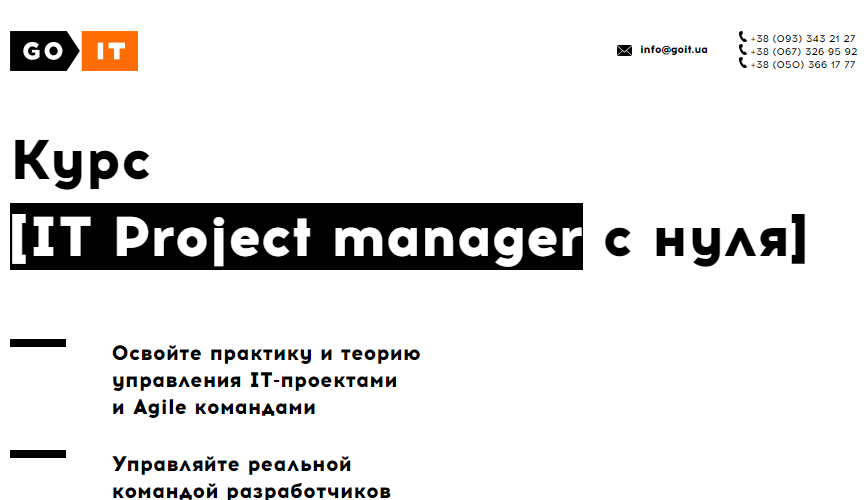 GO IT
info@goit.ua
+38 (093) 343 21 27
+38 (067) 326 95 92
+38 (050) 366 17 77
Курс
[IT Project manager с нуля]
Освойте практику и теорию
управления IT-проектами
и Agile командами
Управляйте реальной
командой разработчиков